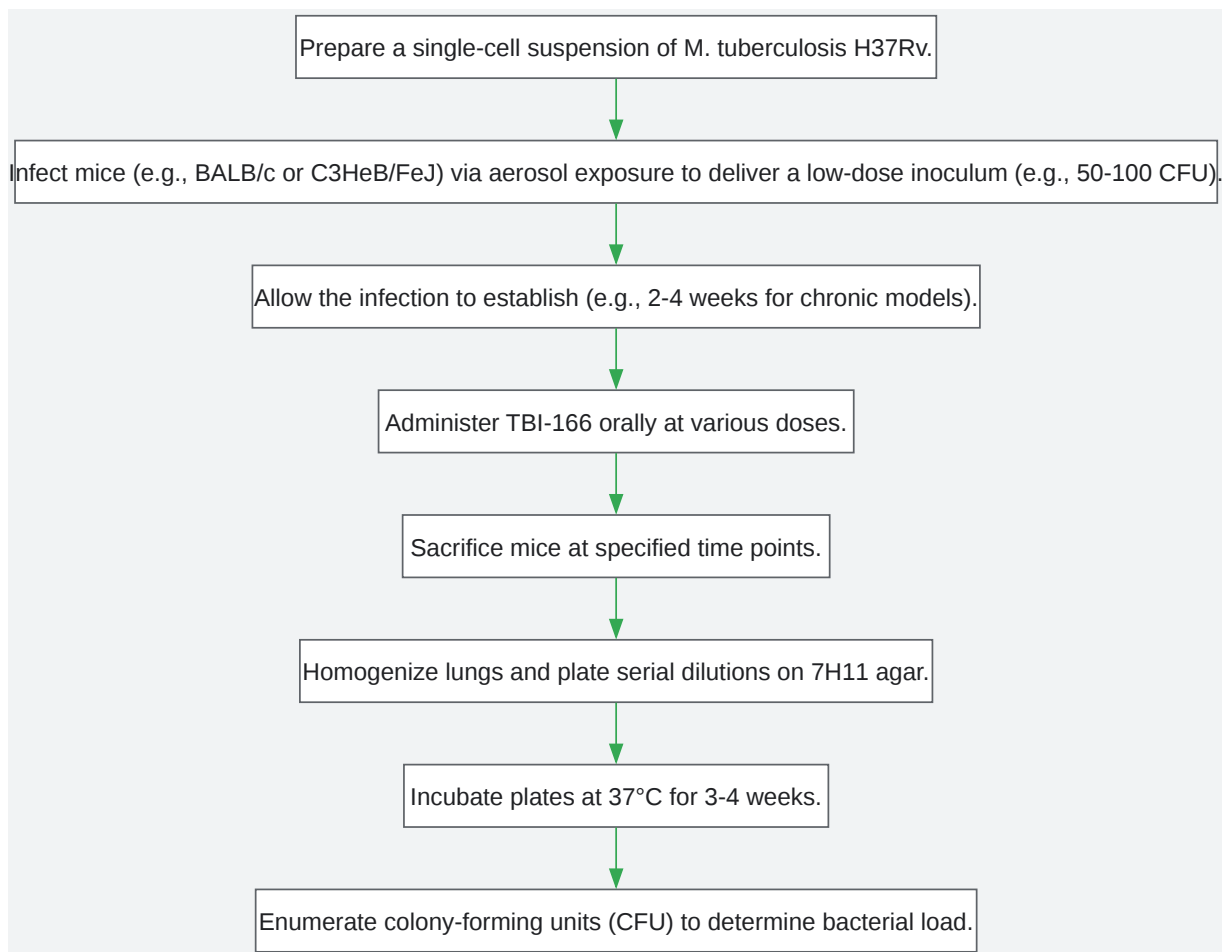 Prepare a single-cell suspension of M. tuberculosis H37Rv.
Infect mice (e.g., BALB/c or C3HeB/FeJ) via aerosol exposure to deliver a low-dose inoculum (e.g., 50-100 CFU).
Allow the infection to establish (e.g., 2-4 weeks for chronic models).
Administer TBI-166 orally at various doses.
Sacrifice mice at specified time points.
Homogenize lungs and plate serial dilutions on 7H11 agar.
Incubate plates at 37°C for 3-4 weeks.
Enumerate colony-forming units (CFU) to determine bacterial load.